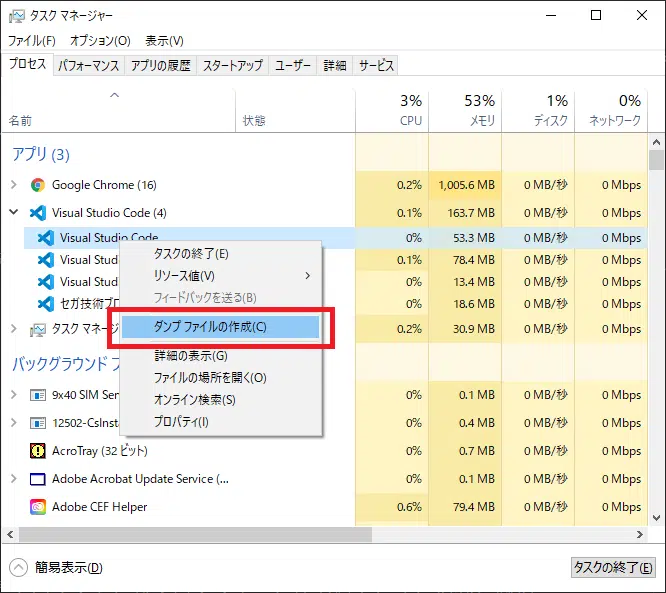 タスク マネージャー
ファイル(F) オプション(O) 表示(V)
プロセス パフォーマンス アプリの履歴 スタートアップ ユーザー 詳細 サービス
3% 53% 1% 0%
名前 状態 CPU メモリ ディスク ネットワーク
アプリ (3)
Google Chrome (16) 0.2% 1,005.6 MB 0 MB/秒 0 Mbps
Visual Studio Code (4) 0.1% 163.7 MB 0 MB/秒 0 Mbps
Visual Studio Code 0% 53.3 MB 0 MB/秒 0 Mbps
Visual Stud 0.1% 78.4 MB 0 MB/秒 0 Mbps
Visual Stud 0% 13.4 MB 0 MB/秒 0 Mbps
セガ技術ブ 0% 18.6 MB 0 MB/秒 0 Mbps
タスク マネージ 0.2% 30.9 MB 0 MB/秒 0 Mbps
タスクの終了(E)
リソース値(V)
フィードバックを送る(B)
ダンプ ファイルの作成(C)
詳細の表示(G)
ファイルの場所を開く(O)
オンライン検索(S)
プロパティ(I)
バックグラウンド プ
9x40 SIM Ser 0% 0.1 MB 0 MB/秒 0 Mbps
12502-CsInsta 0% 0.4 MB 0 MB/秒 0 Mbps
AcroTray (32 ビット) 0% 0.7 MB 0 MB/秒 0 Mbps
Adobe Acrobat Update Service (... 0% 0.1 MB 0 MB/秒 0 Mbps
Adobe CEF Helper 0.6% 79.4 MB 0 MB/秒 0 Mbps
簡易表示(D) タスクの終了(E)